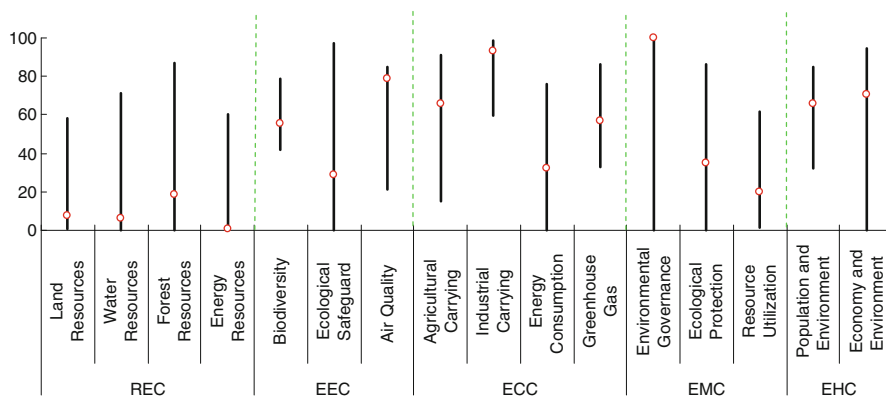 100
80
60
40
20
0
Land
Resources
Water
Resources
Forest
Resources
Energy
Resources
Biodiversity
Ecological
Safeguard
Air Quality
Agricultural
Carrying
Industrial
Carrying
Energy
Consumption
Greenhouse
Gas
Environmental
Governance
Ecological
Protection
Resource
Utilization
Population and
Environment
Economy and
Environment
REC
EEC
ECC
EMC
EHC